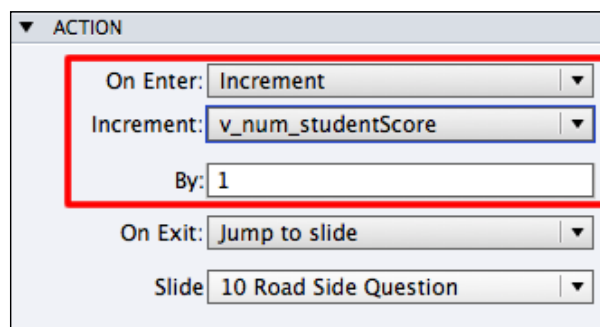 ACTION
On Enter: Increment
Increment: v_num_studentScore
By: 1
On Exit: Jump to slide
Slide 10 Road Side Question